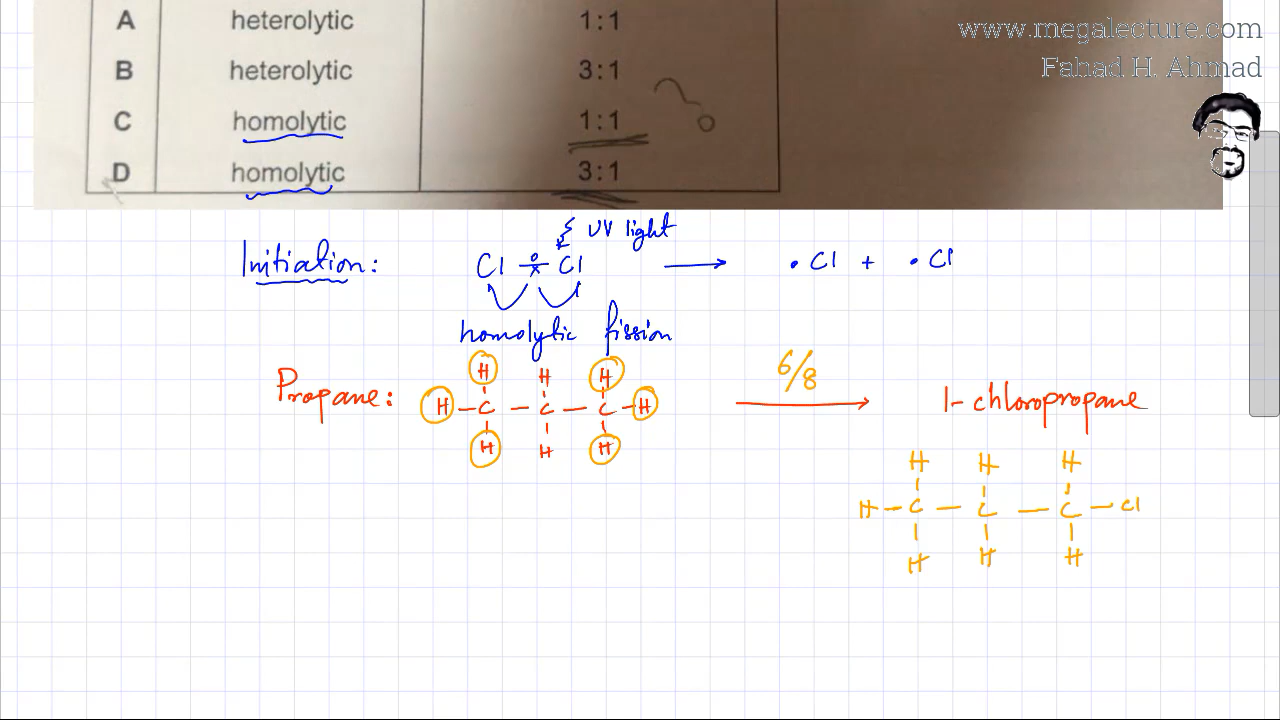 www.megalecture.com
Fahad H. Ahmad
A heterolytic 1:1
B heterolytic 3:1
C homolytic 1:1
D homolytic 3:1
?
UV light
Initiation: Cl ⚬× Cl → •Cl + •Cl
homolytic fission
6/8
Propane: → 1-chloropropane
H H H
H-C-C-C-H
H H H
H H H
H-C-C-C-Cl
H H H